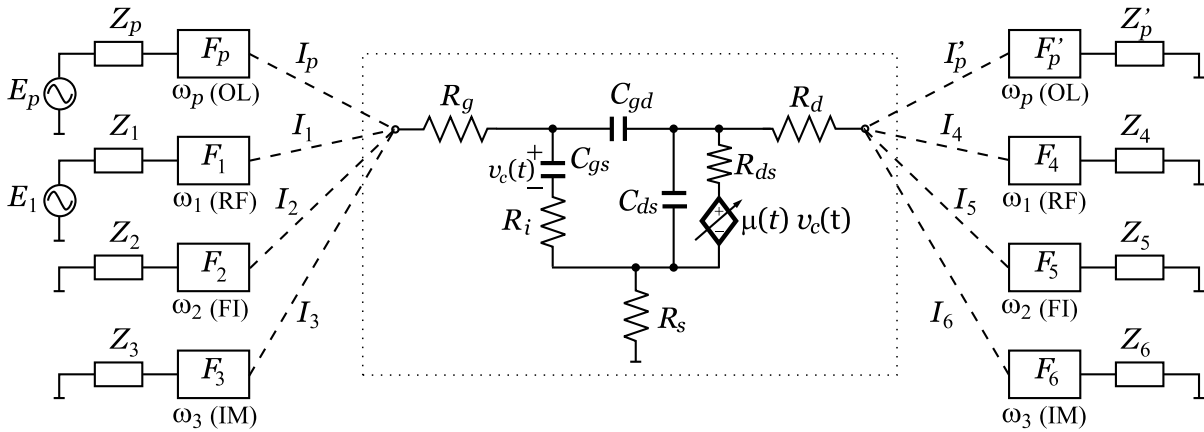 Z_p
F_p
I_p
E_p
ω_p (OL)
Z_1
F_1
I_1
E_1
ω_1 (RF)
Z_2
F_2
I_2
ω_2 (FI)
Z_3
F_3
I_3
ω_3 (IM)
R_g
C_gd
R_d
v_c(t)
+
−
C_gs
R_i
C_ds
R_ds
+
−
μ(t) v_c(t)
R_s
I'_p
F'_p
Z'_p
ω_p (OL)
I_4
F_4
Z_4
ω_1 (RF)
I_5
F_5
Z_5
ω_2 (FI)
I_6
F_6
Z_6
ω_3 (IM)